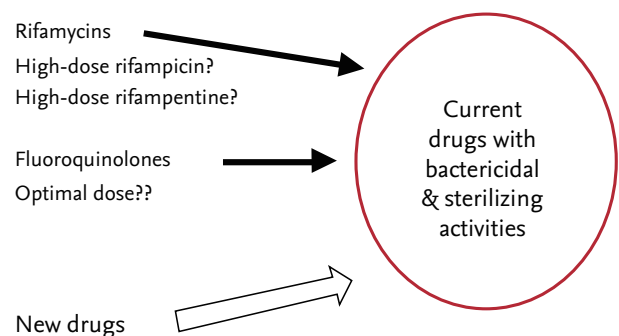 Rifamycins
High-dose rifampicin?
High-dose rifampentine?
Fluoroquinolones
Optimal dose??
New drugs
Current
drugs with
bactericidal
& sterilizing
activities